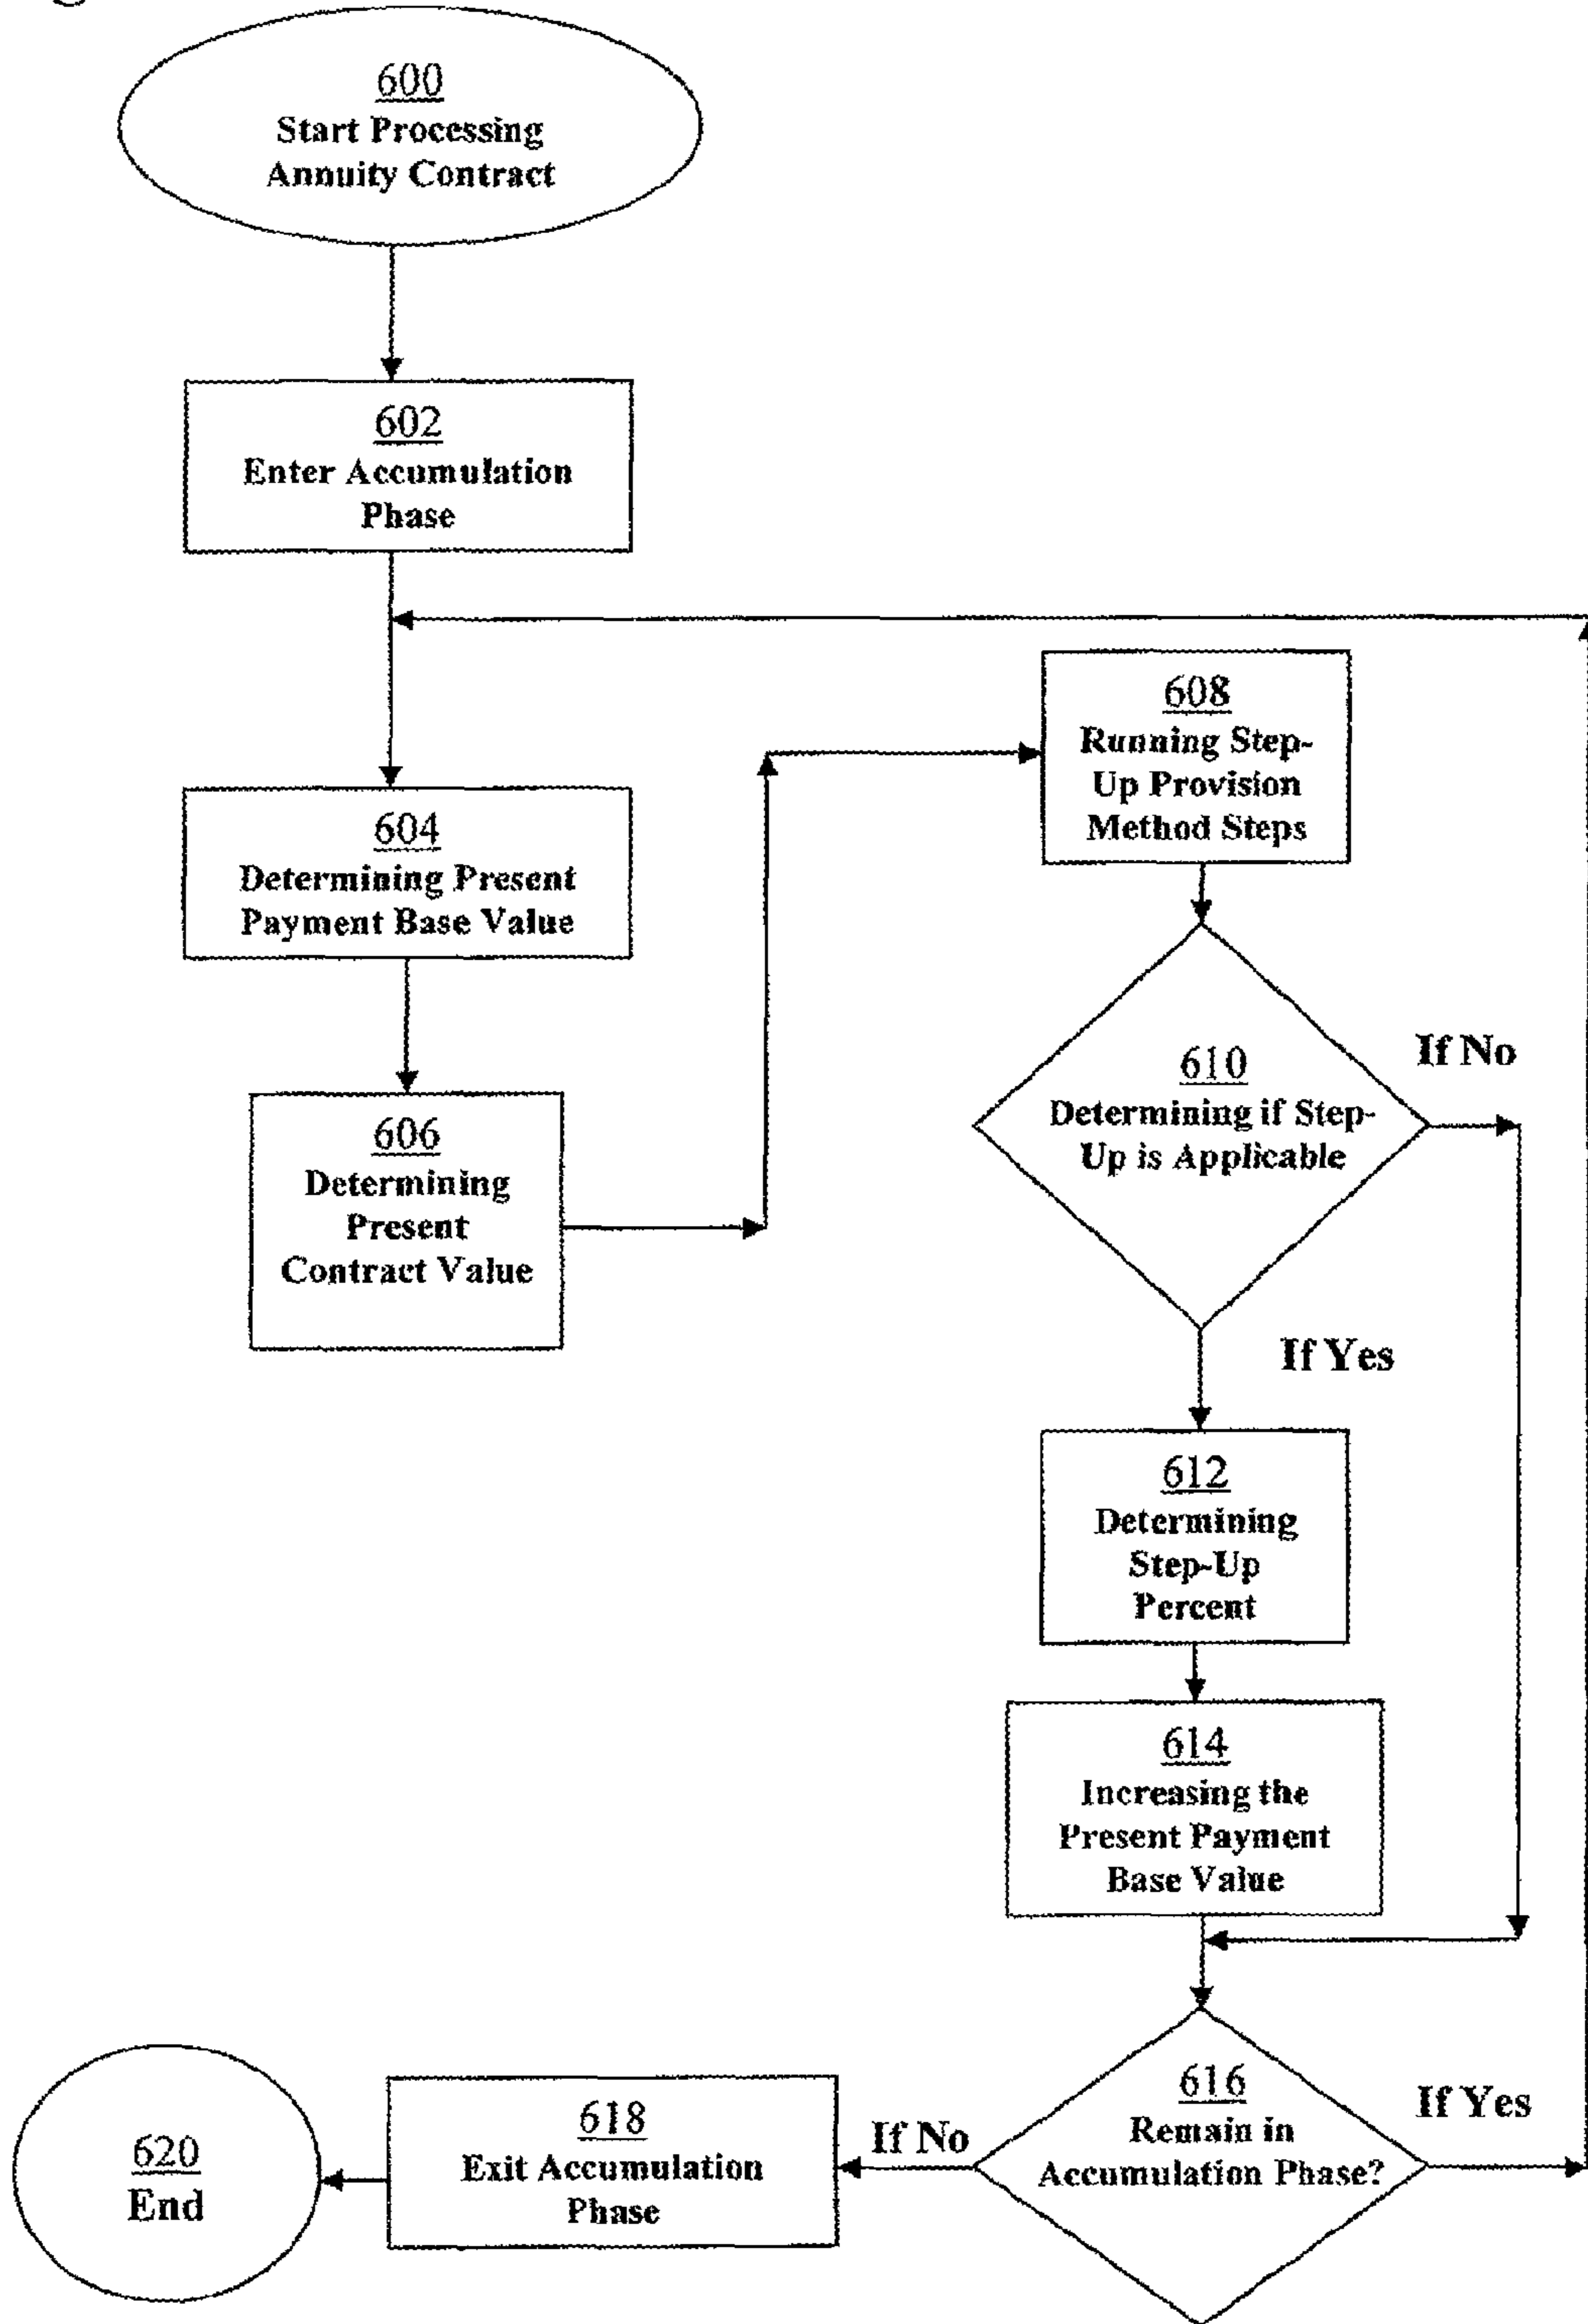 600
Start Processing
Annuity Contract
602
Enter Accumulation
Phase
604
Determining Present
Payment Base Value
606
Determining
Present
Contract Value
608
Running Step-
Up Provision
Method Steps
610
Determining if Step-
Up is Applicable
If No
If Yes
612
Determining
Step-Up
Percent
614
Increasing the
Present Payment
Base Value
616
Remain in
Accumulation Phase?
If Yes
If No
618
Exit Accumulation
Phase
620
End